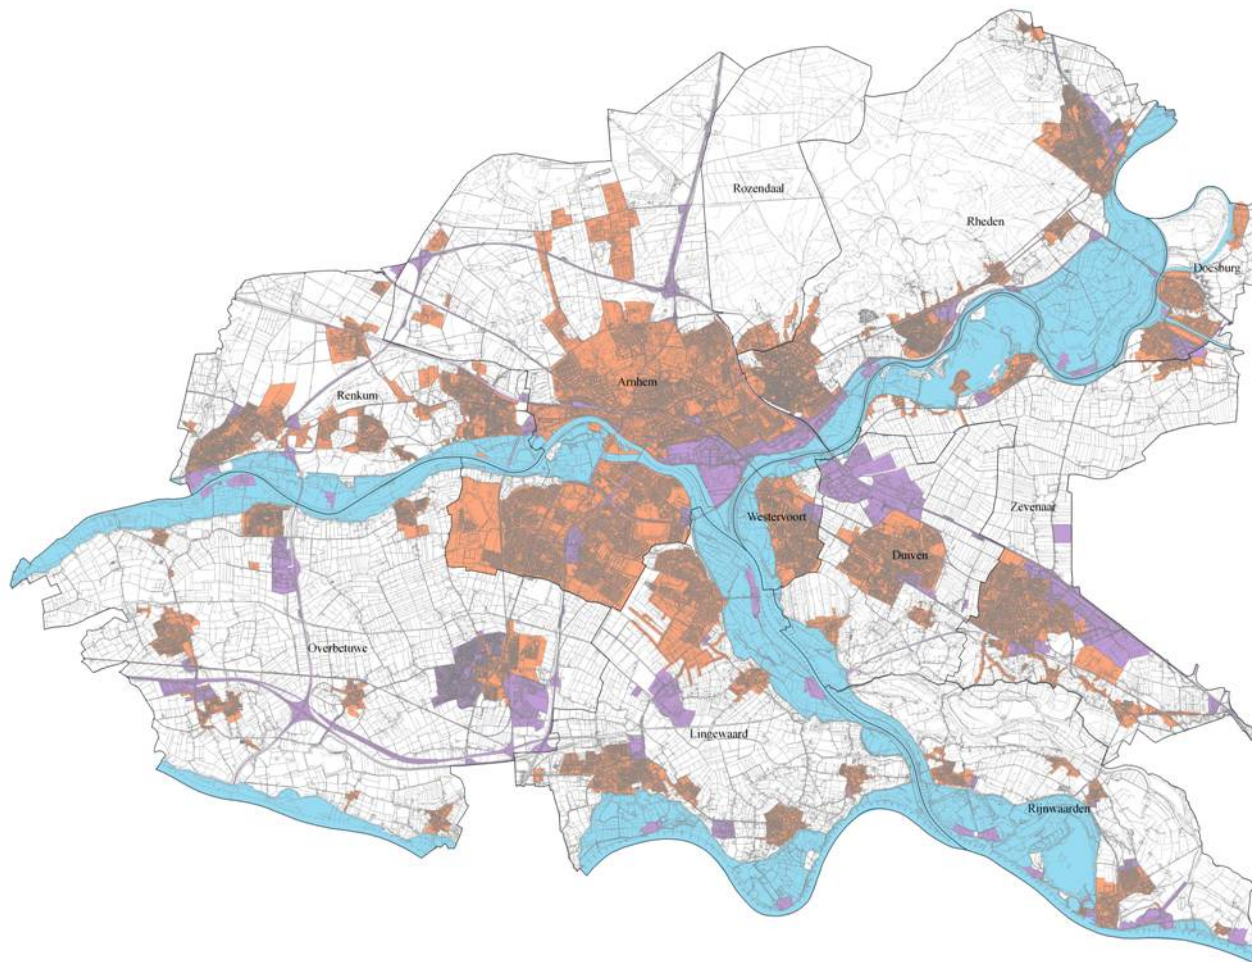 Rozendaal
Rheden
Doesburg
Arnhem
Renkum
Zevenaar
Westervoort
Duiven
Overbetuwe
Lingewaard
Rijnwaarden